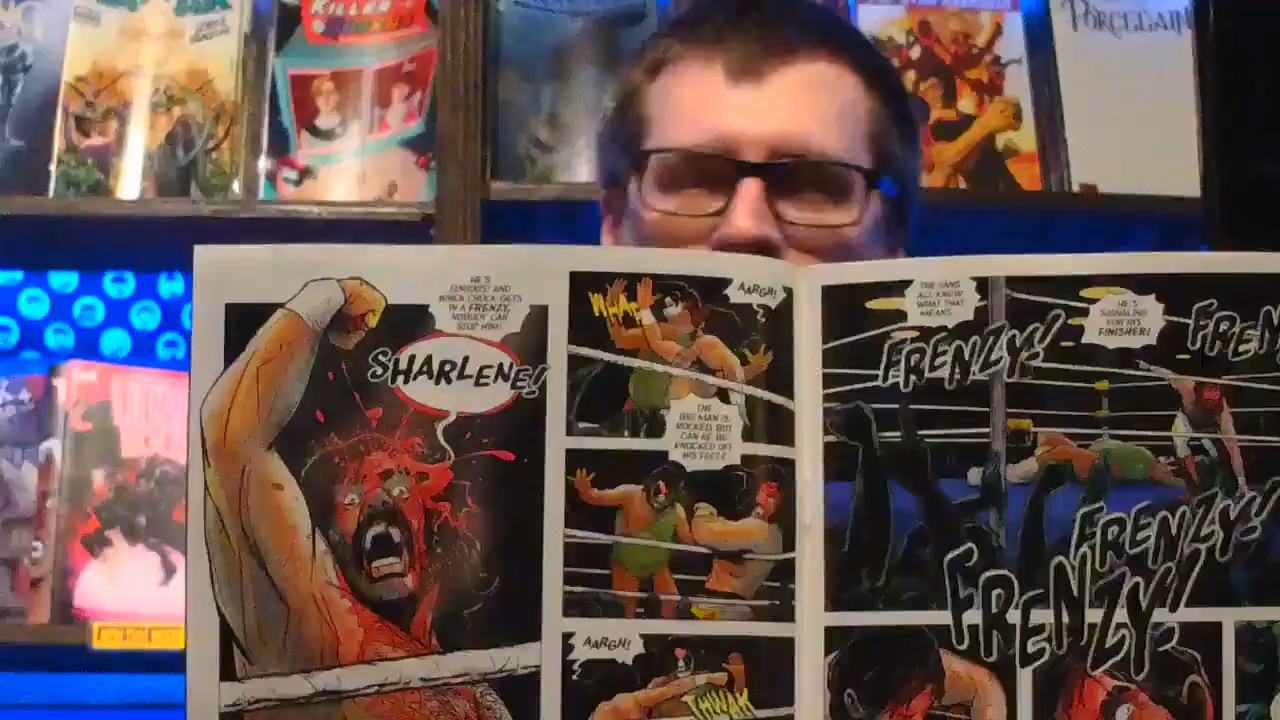 KILLER
PORCELAIN
HE'S
FURIOUS! AND
WHEN CHUCK GETS
IN A FRENZY,
NOBODY CAN
STOP HIM!
SHARLENE!
AARGH!
THE
BIG MAN IS
ROCKED, BUT
CAN HE BE
KNOCKED OFF
HIS FEET?
AARGH!
THWAK
THE FANS
ALL KNOW
WHAT THAT
MEANS.
HE'S
SIGNALING
FOR HIS
FINISHER!
FRENZY!
FREN
FRENZY!
FRENZY!